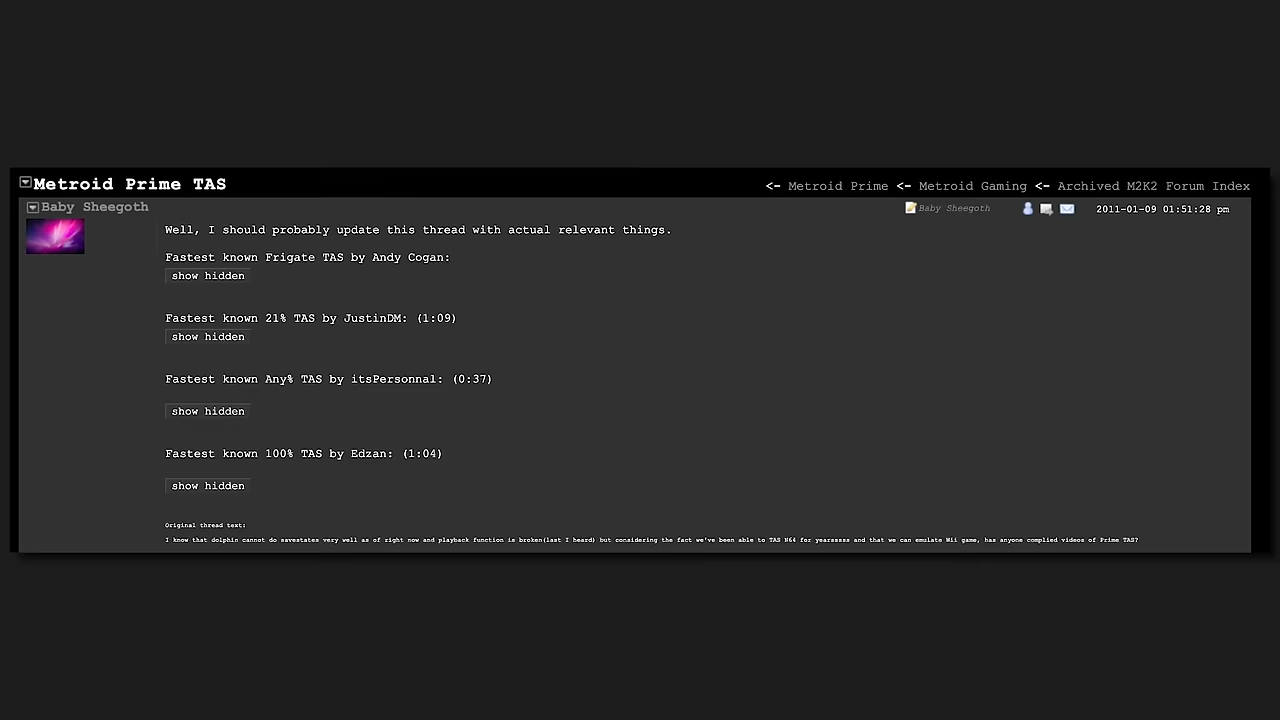 Metroid Prime TAS
<- Metroid Prime <- Metroid Gaming <- Archived M2K2 Forum Index
Baby Sheegoth
Baby Sheegoth
2011-01-09 01:51:28 pm
Well, I should probably update this thread with actual relevant things.
Fastest known Frigate TAS by Andy Cogan:
show hidden
Fastest known 21% TAS by JustinDM: (1:09)
show hidden
Fastest known Any% TAS by itsPersonnal: (0:37)
show hidden
Fastest known 100% TAS by Edzan: (1:04)
show hidden
Original thread text:
I know that dolphin cannot do savestates very well as of right now and playback function is broken(last I heard) but considering the fact we've been able to TAS N64 for yearsssss and that we can emulate Wii game, has anyone complied videos of Prime TAS?